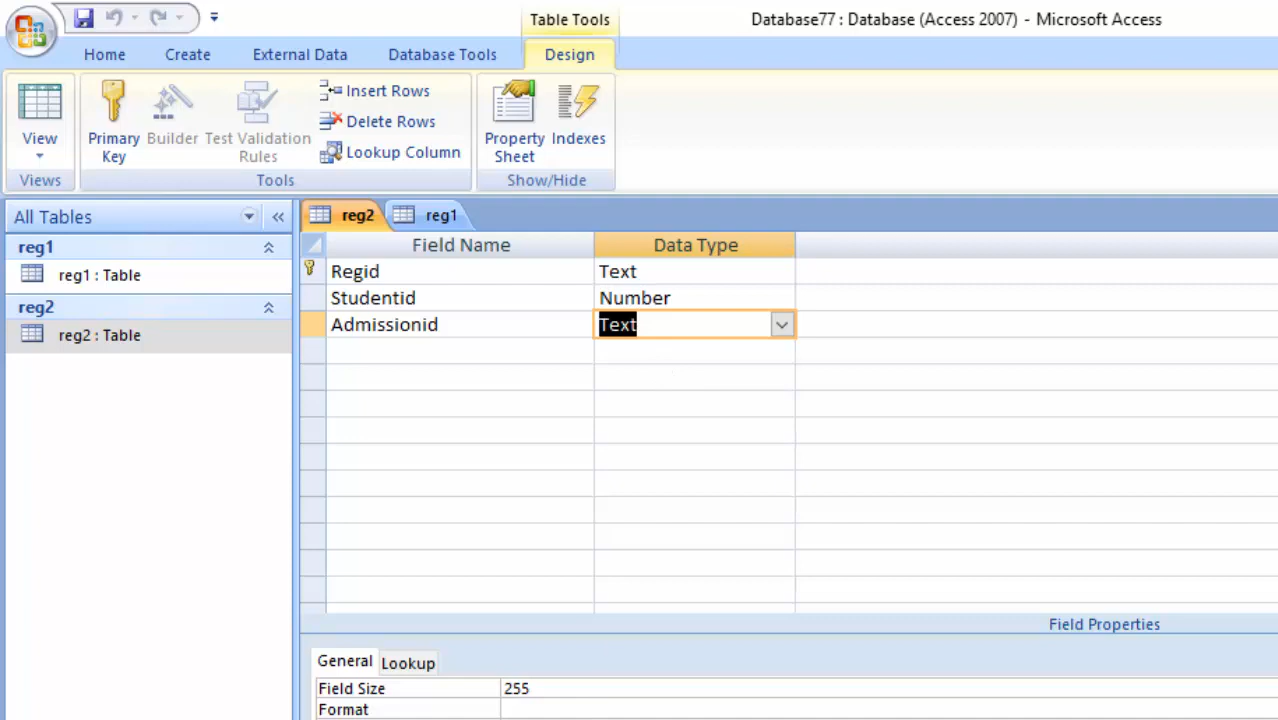 Table Tools
Database77 : Database (Access 2007) - Microsoft Access
Home
Create
External Data
Database Tools
Design
View
Primary Key
Builder
Test Validation Rules
Insert Rows
Delete Rows
Lookup Column
Property Sheet
Indexes
Views
Tools
Show/Hide
All Tables
reg1
reg1 : Table
reg2
reg2 : Table
reg2
reg1
Field Name
Data Type
Regid
Text
Studentid
Number
Admissionid
Text
Field Properties
General
Lookup
Field Size
255
Format